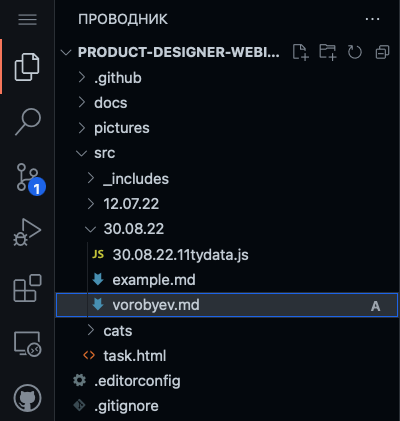 ПРОВОДНИК
PRODUCT-DESIGNER-WEBI...
.github
docs
pictures
src
_includes
12.07.22
30.08.22
JS 30.08.22.11tydata.js
example.md
vorobyev.md A
cats
<> task.html
.editorconfig
.gitignore
1